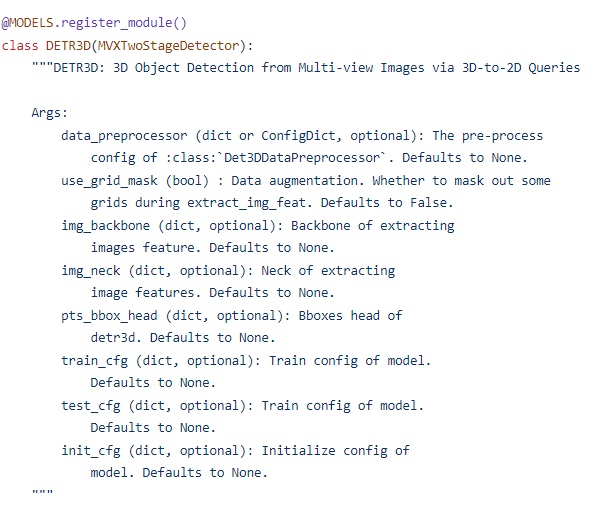 @MODELS.register_module()
class DETR3D(MVXTwoStageDetector):
    """DETR3D: 3D Object Detection from Multi-view Images via 3D-to-2D Queries

    Args:
        data_preprocessor (dict or ConfigDict, optional): The pre-process
            config of :class:`Det3DDataPreprocessor`. Defaults to None.
        use_grid_mask (bool) : Data augmentation. Whether to mask out some
            grids during extract_img_feat. Defaults to False.
        img_backbone (dict, optional): Backbone of extracting
            images feature. Defaults to None.
        img_neck (dict, optional): Neck of extracting
            image features. Defaults to None.
        pts_bbox_head (dict, optional): Bboxes head of
            detr3d. Defaults to None.
        train_cfg (dict, optional): Train config of model.
            Defaults to None.
        test_cfg (dict, optional): Train config of model.
            Defaults to None.
        init_cfg (dict, optional): Initialize config of
            model. Defaults to None.
    """